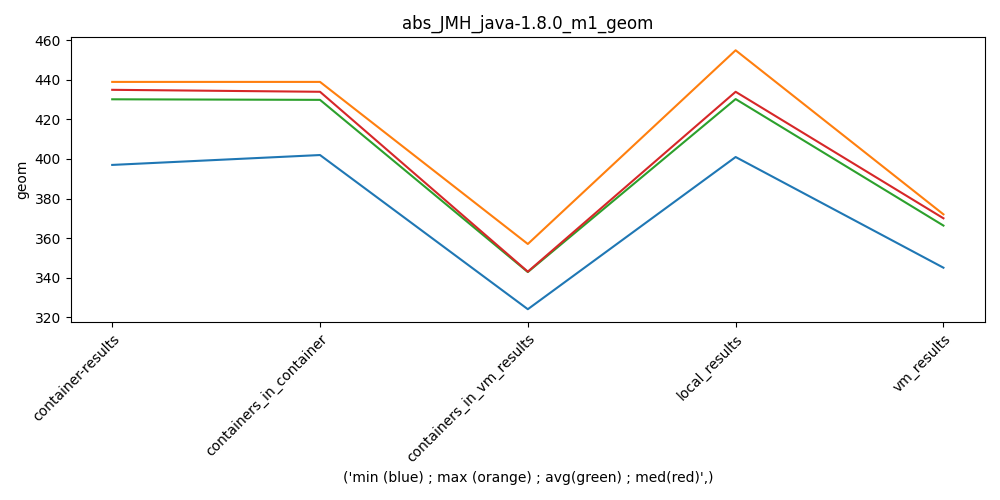 abs_JMH_java-1.8.0_m1_geom
geom
460
440
420
400
380
360
340
320
container-results
containers_in_container
containers_in_vm_results
local_results
vm_results
('min (blue) ; max (orange) ; avg(green) ; med(red)',)